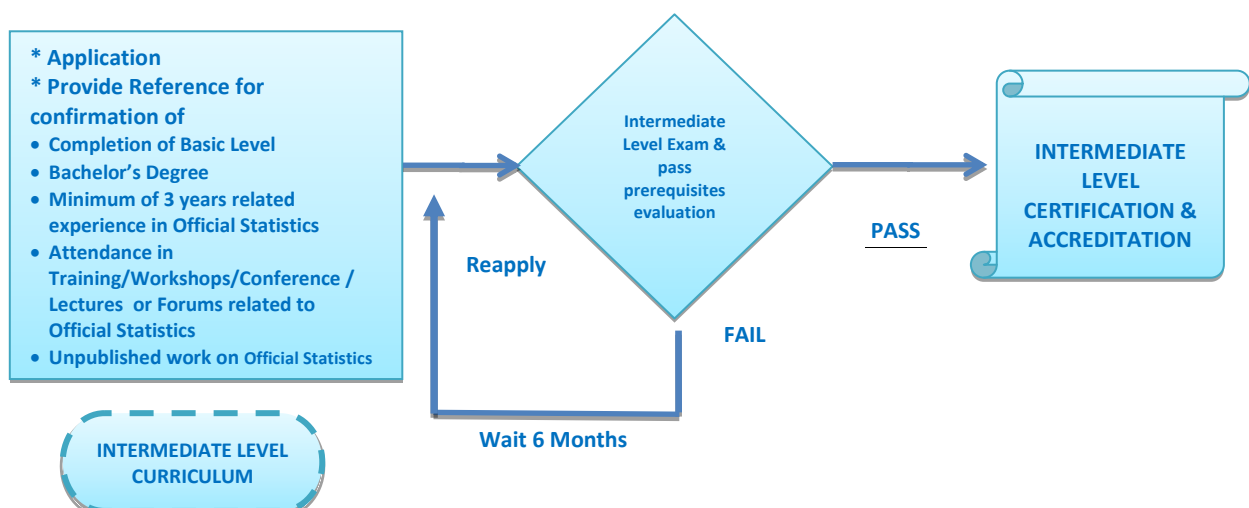 * Application
* Provide Reference for
confirmation of
• Completion of Basic Level
• Bachelor's Degree
• Minimum of 3 years related
experience in Official Statistics
• Attendance in
Training/Workshops/Conference /
Lectures or Forums related to
Official Statistics
• Unpublished work on Official Statistics
Intermediate
Level Exam &
pass
prerequisites
evaluation
PASS
INTERMEDIATE
LEVEL
CERTIFICATION &
ACCREDITATION
Reapply
FAIL
Wait 6 Months
INTERMEDIATE LEVEL
CURRICULUM